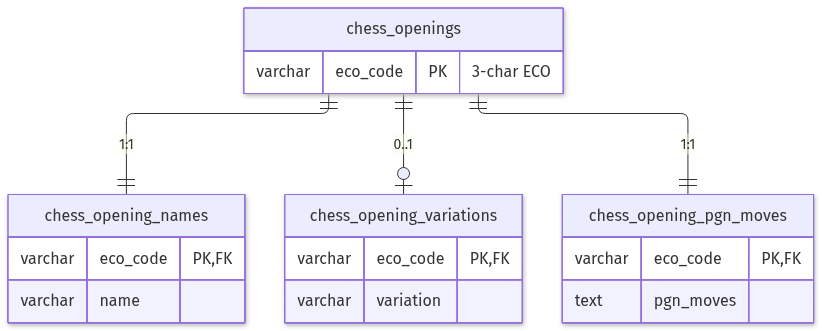 chess_openings
varchar eco_code PK 3-char ECO
1:1 0..1 1:1
chess_opening_names
varchar eco_code PK,FK
varchar name
chess_opening_variations
varchar eco_code PK,FK
varchar variation
chess_opening_pgn_moves
varchar eco_code PK,FK
text pgn_moves